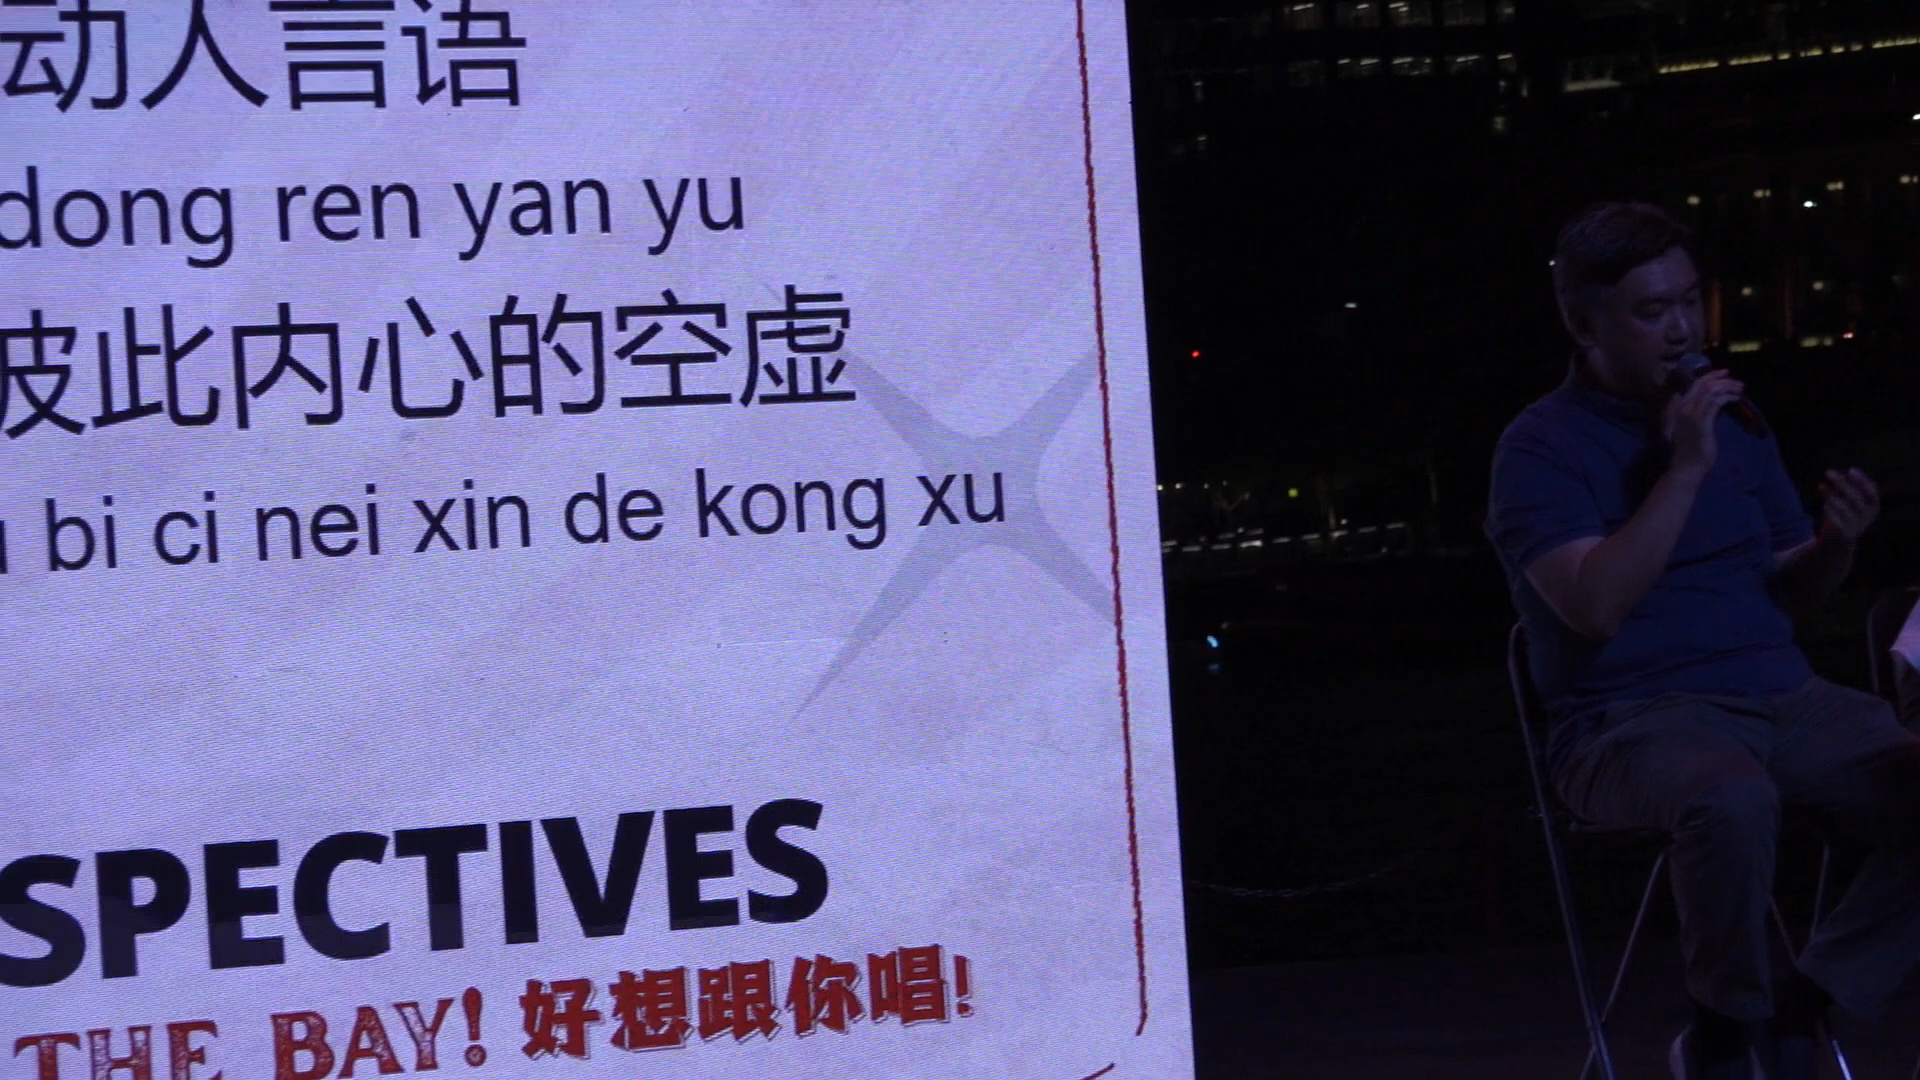 动人言语
dong ren yan yu
彼此内心的空虚
bi ci nei xin de kong xu
SPECTIVES
THE BAY! 好想跟你唱!